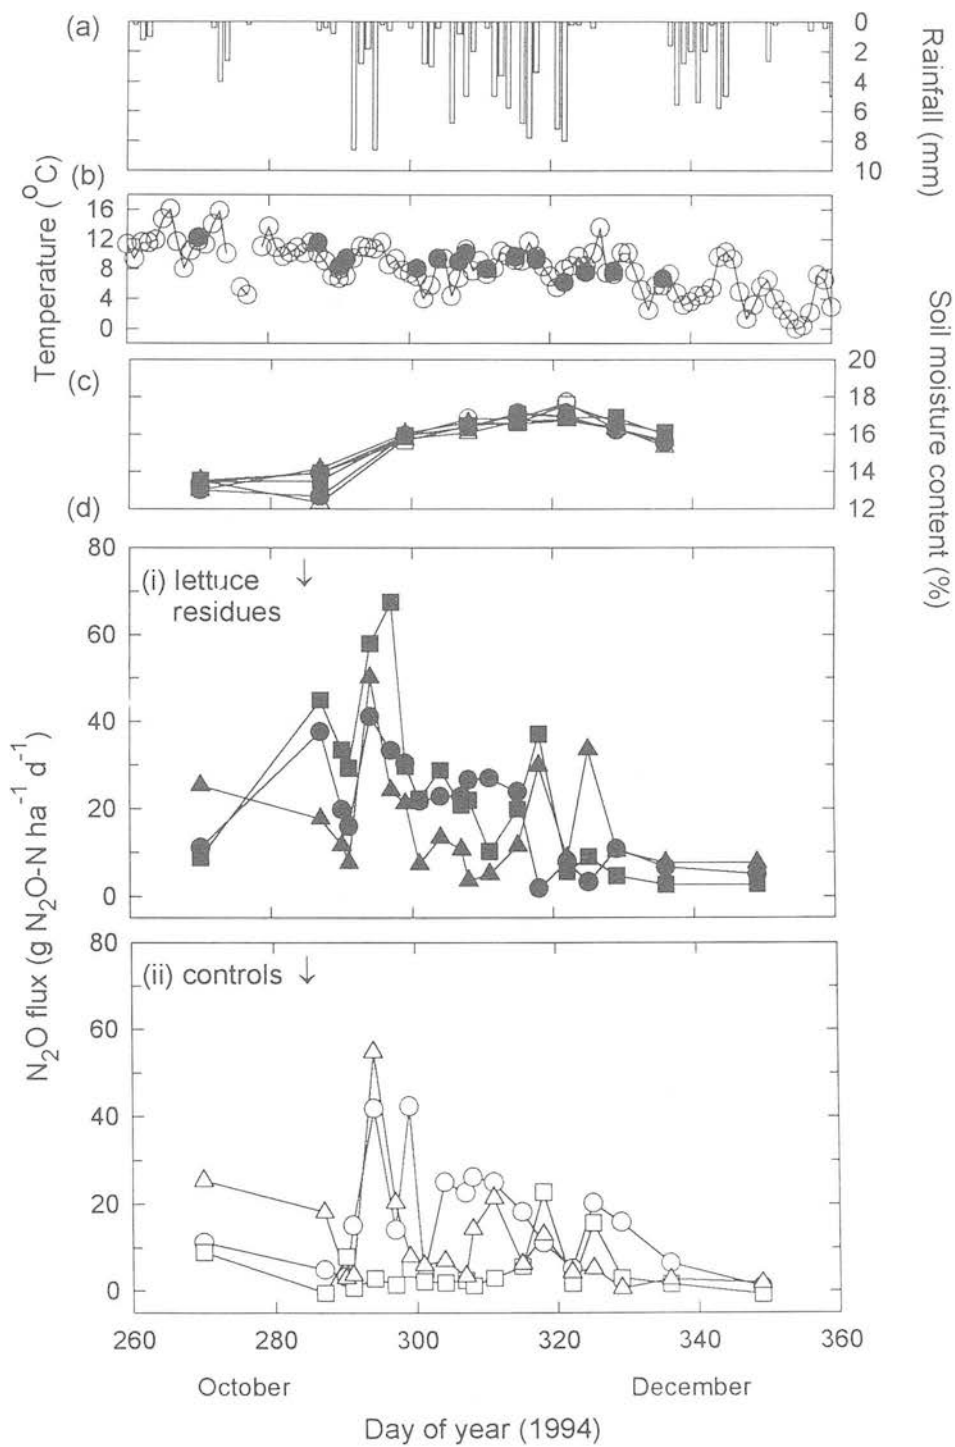 (a)
0
2
4
6
8
10
Rainfall (mm)
(b)
16
12
8
4
0
Temperature (°C)
(c)
20
18
16
14
12
Soil moisture content (%)
(d)
80
60
40
20
0
(i) lettuce ↓
residues
N₂O flux (g N₂O-N ha⁻¹ d⁻¹)
80
60
40
20
0
(ii) controls ↓
260 280 300 320 340 360
October December
Day of year (1994)